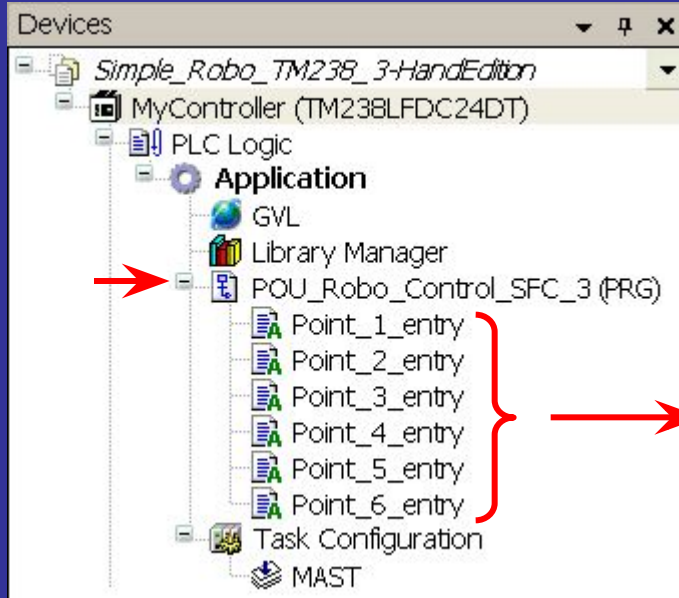 Devices
Simple_Robo_TM238_3-HandEdition
MyController (TM238LFDC24DT)
PLC Logic
Application
GVL
Library Manager
POU_Robo_Control_SFC_3 (PRG)
Point_1_entry
Point_2_entry
Point_3_entry
Point_4_entry
Point_5_entry
Point_6_entry
Task Configuration
MAST